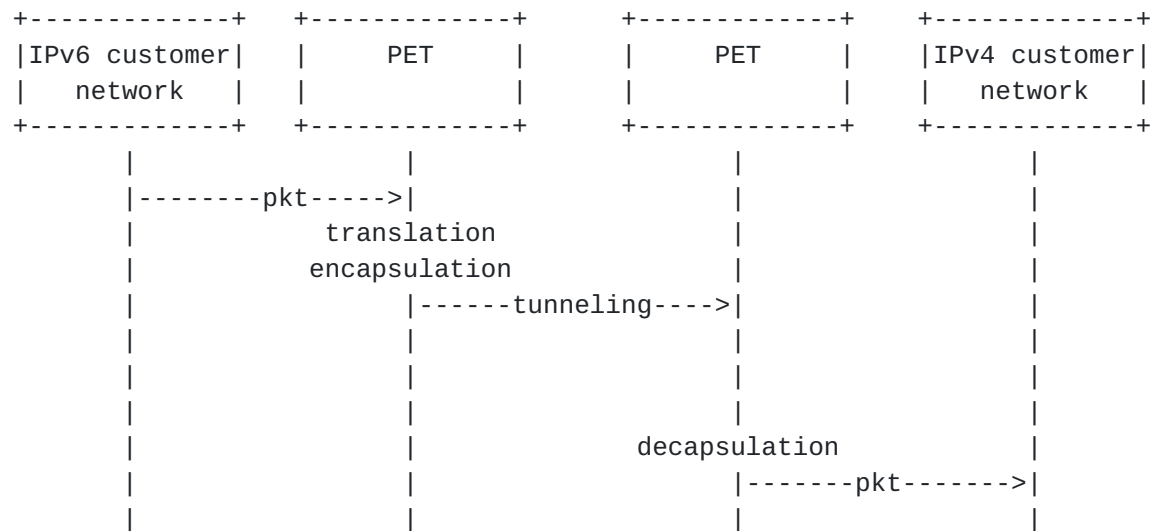 +-------------+   +-------------+      +-------------+    +-------------+
|IPv6 customer|   |     PET     |      |     PET     |    |IPv4 customer|
|   network   |   |             |      |             |    |   network   |
+-------------+   +-------------+      +-------------+    +-------------+
       |                 |                    |                  |
       |--------pkt----->|                    |                  |
       |            translation               |                  |
       |           encapsulation              |                  |
       |                 |------tunneling---->|                  |
       |                 |                    |                  |
       |                 |                    |                  |
       |                 |                    |                  |
       |                 |              decapsulation            |
       |                 |                    |-------pkt------->|
       |                 |                    |                  |